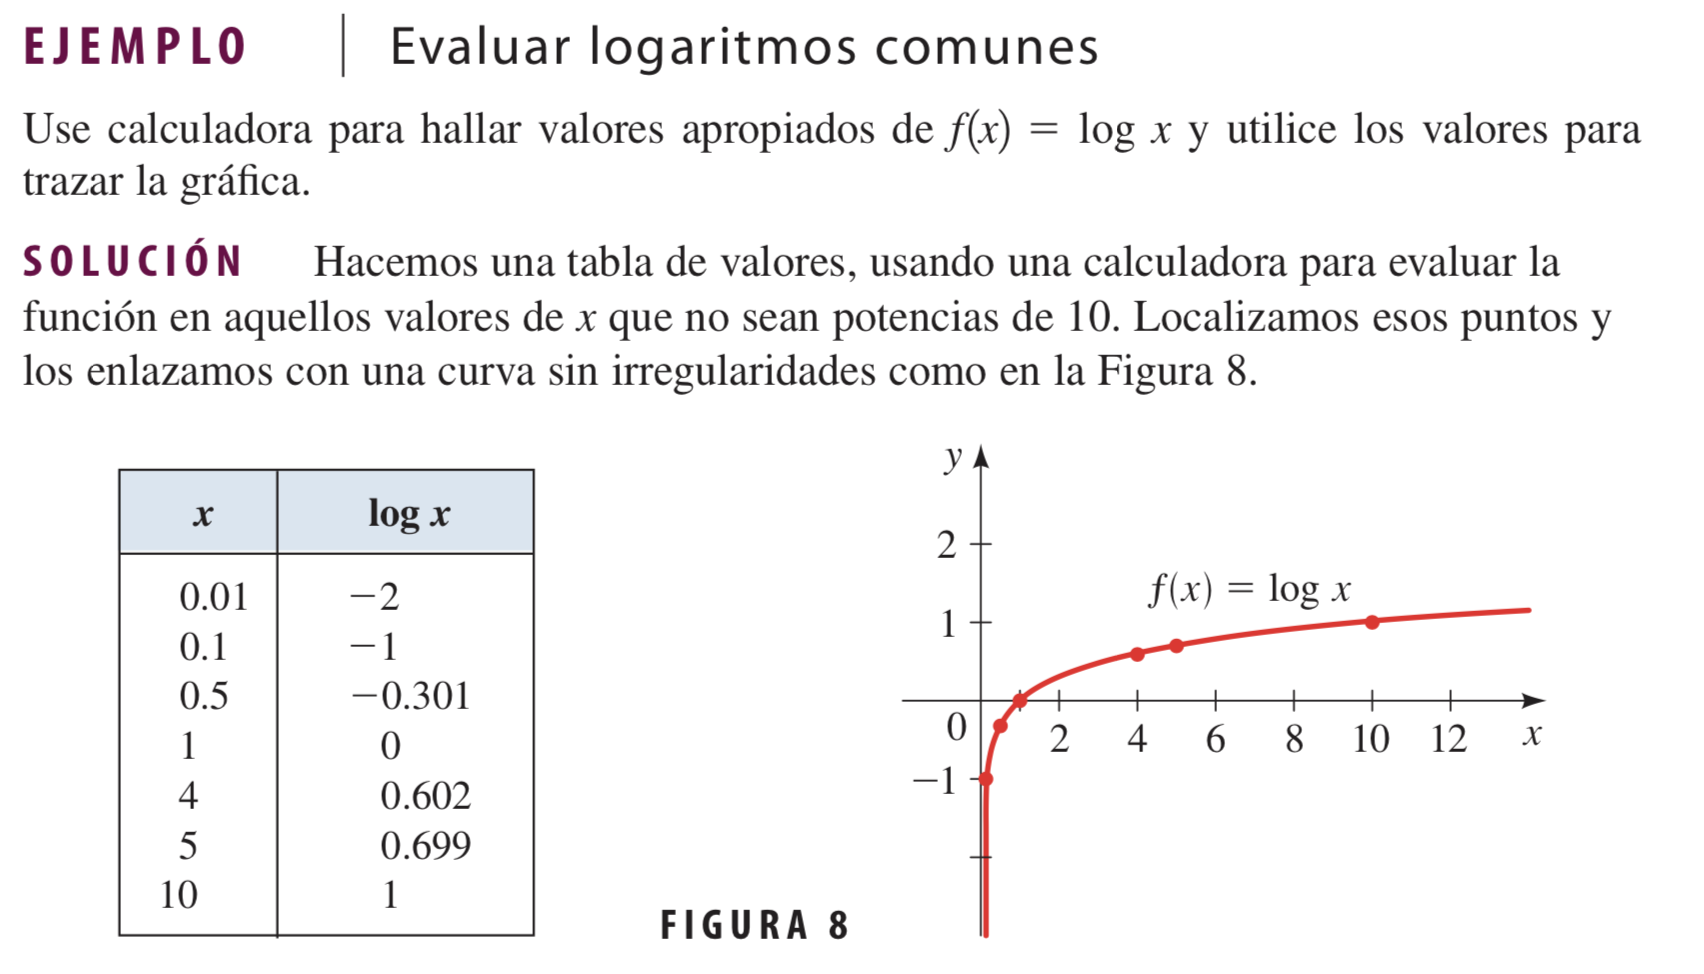 EJEMPLO | Evaluar logaritmos comunes
Use calculadora para hallar valores apropiados de f(x) = log x y utilice los valores para
trazar la gráfica.
SOLUCIÓN Hacemos una tabla de valores, usando una calculadora para evaluar la
función en aquellos valores de x que no sean potencias de 10. Localizamos esos puntos y
los enlazamos con una curva sin irregularidades como en la Figura 8.
x log x
0.01 −2
0.1 −1
0.5 −0.301
1 0
4 0.602
5 0.699
10 1
y
2
f(x) = log x
1
0 2 4 6 8 10 12 x
−1
FIGURA 8